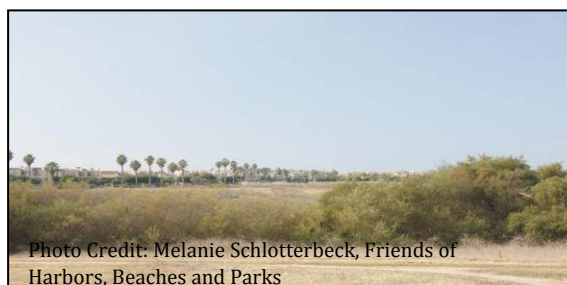 Photo Credit: Melanie Schlotterbeck, Friends of
Harbors, Beaches and Parks